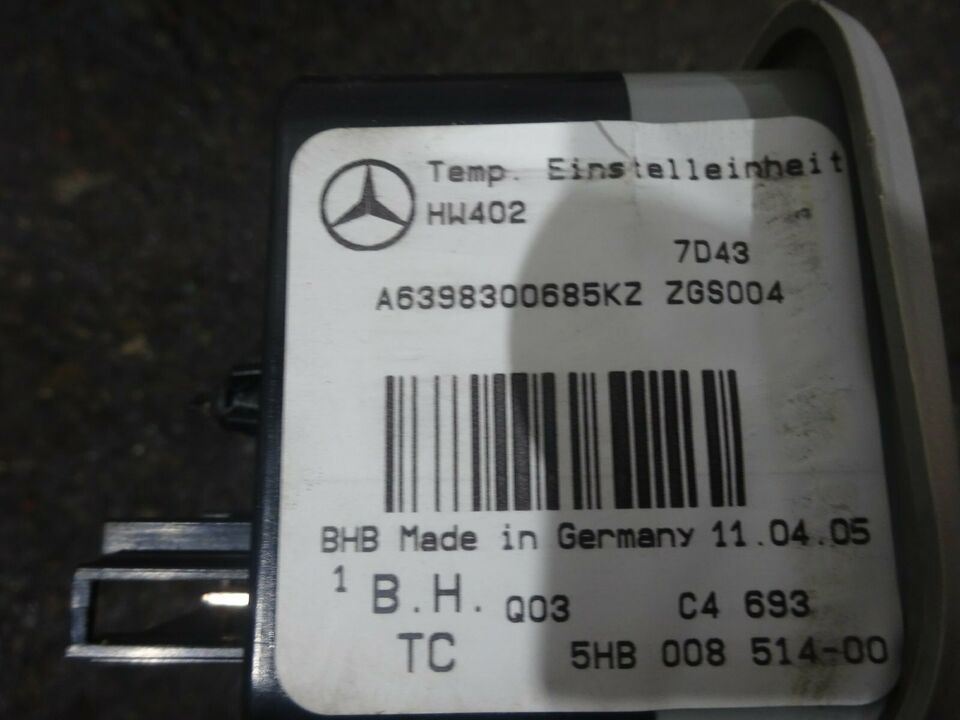 Temp. Einstelleinheit
HW402
7D43
A6398300685KZ ZGS004
BHB Made in Germany 11.04.05
1 B.H. Q03 C4 693
TC 5HB 008 514-00